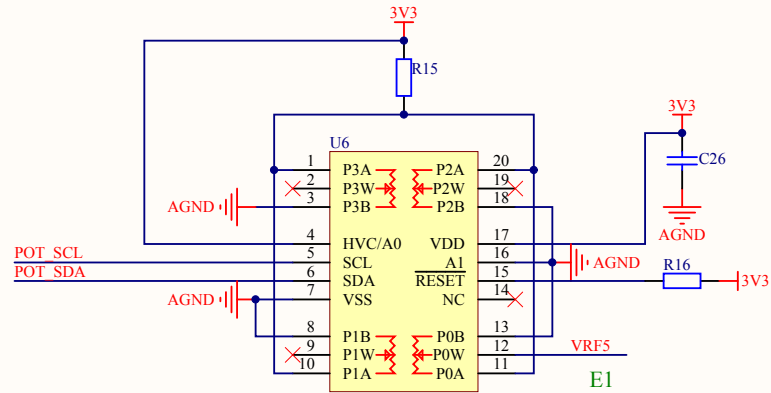 3V3
R15
U6
3V3
C26
AGND
1 P3A P2A 20
2 P3W P2W 19
3 P3B P2B 18
AGND
4 HVC/A0 VDD 17
POT_SCL 5 SCL A1 16 AGND
POT_SDA 6 SDA RESET 15 R16 3V3
AGND 7 VSS NC 14
8 P1B P0B 13
9 P1W P0W 12 VRF5
10 P1A P0A 11
E1